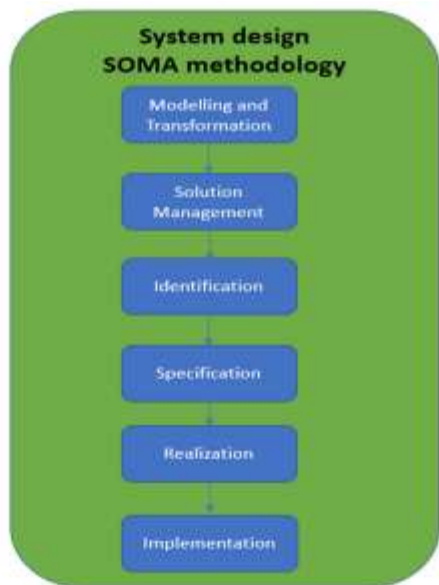 System design
SOMA methodology
Modelling and
Transformation
Solution
Management
Identification
Specification
Realization
Implementation